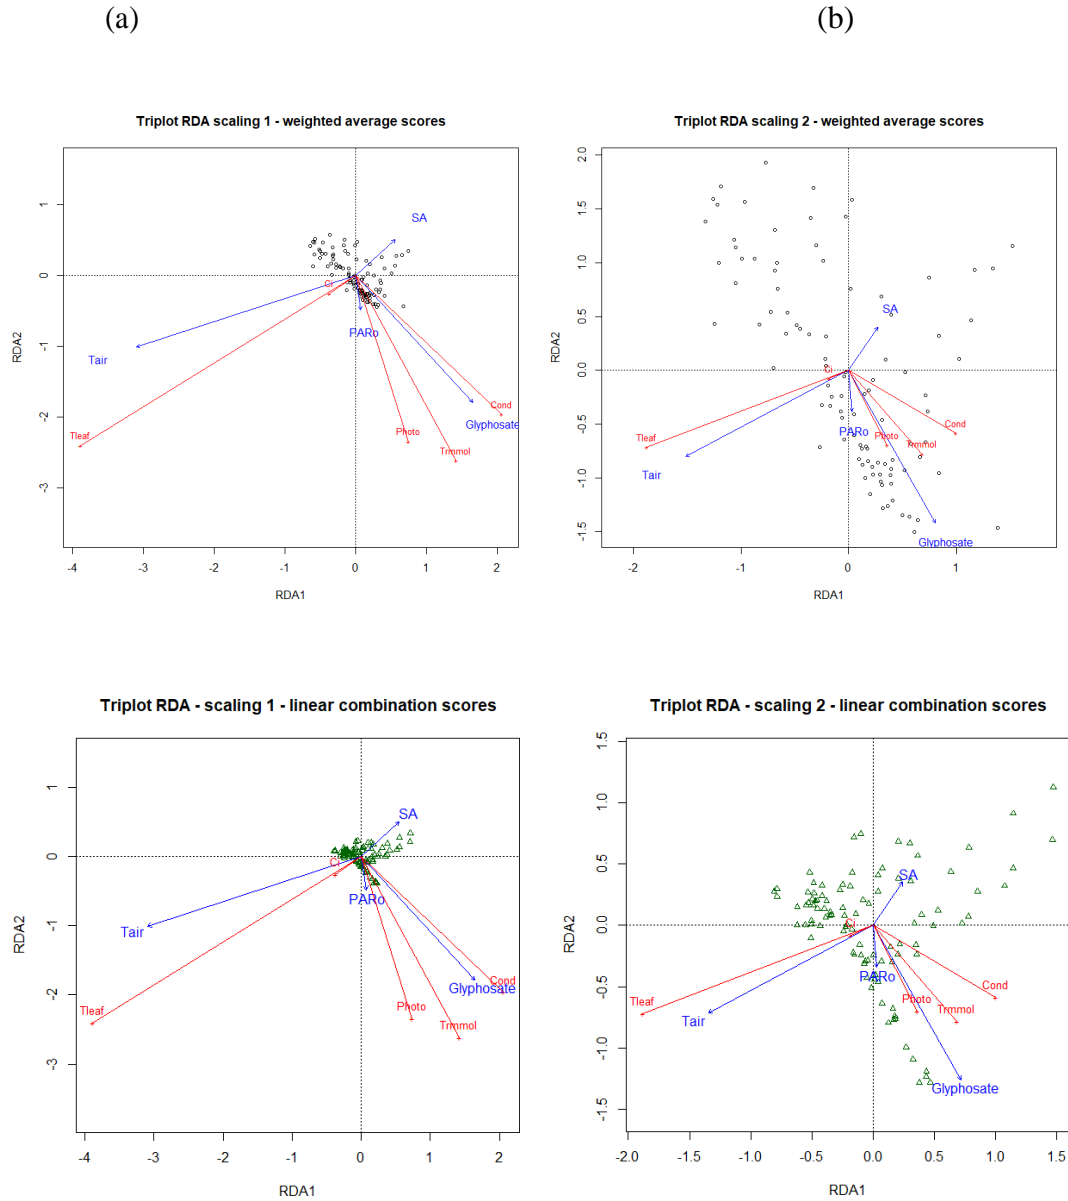 (a) (b)
Triplot RDA scaling 1 - weighted average scores
1
0
-1
-2
-3
RDA2
SA
Ci
PARo
Tair
Cond
Glyphosate
Photo
Tleaf
Trmmol
-4 -3 -2 -1 0 1 2
RDA1
Triplot RDA scaling 2 - weighted average scores
2.0
1.5
1.0
0.5
0.0
-0.5
-1.0
-1.5
RDA2
SA
Ci
Tleaf
Tair
PARo
Photo
Cond
Trmmol
Glyphosate
-2 -1 0 1
RDA1
Triplot RDA - scaling 1 - linear combination scores
1
0
-1
-2
-3
RDA2
SA
Ci
PARo
Tair
Cond
Glyphosate
Tleaf
Photo
Trmmol
-4 -3 -2 -1 0 1 2
RDA1
Triplot RDA - scaling 2 - linear combination scores
1.5
1.0
0.5
0.0
-0.5
-1.0
-1.5
RDA2
SA
Ci
PARo
Tleaf
Tair
Photo
Cond
Trmmol
Glyphosate
-2.0 -1.5 -1.0 -0.5 0.0 0.5 1.0 1.5
RDA1